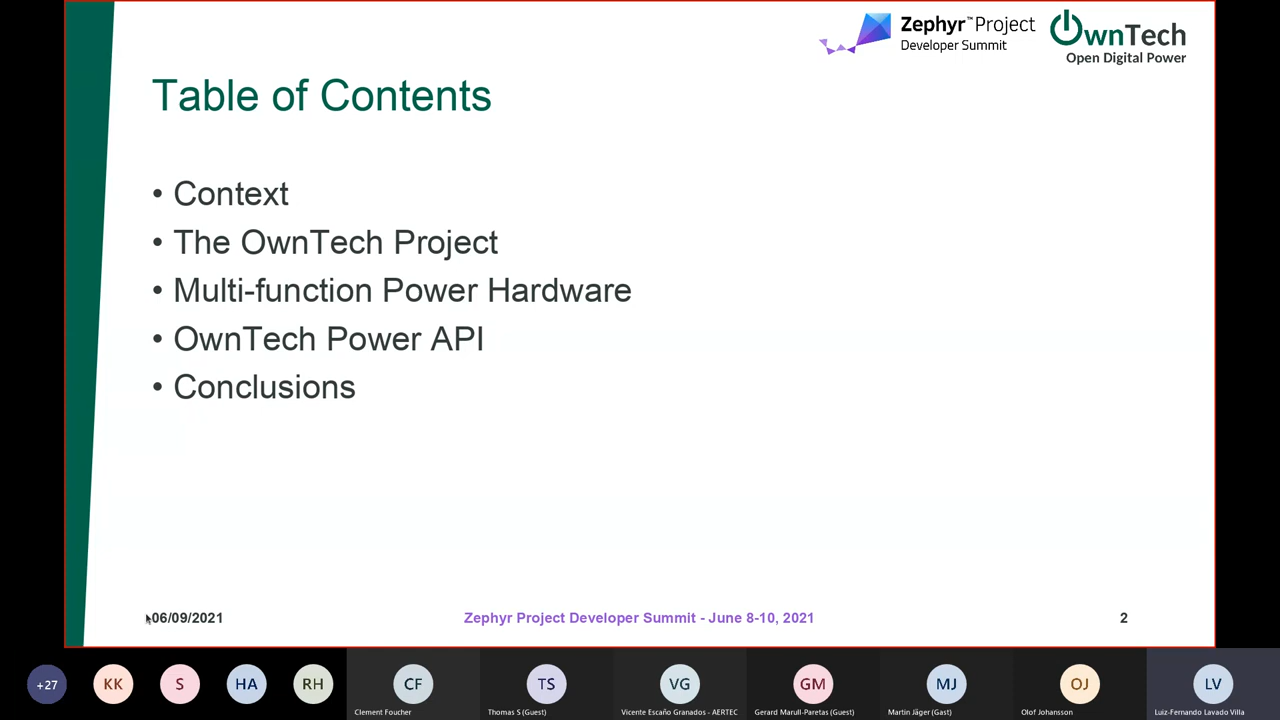 Zephyr™Project
Developer Summit
OwnTech
Open Digital Power
Table of Contents
• Context
• The OwnTech Project
• Multi-function Power Hardware
• OwnTech Power API
• Conclusions
06/09/2021
Zephyr Project Developer Summit - June 8-10, 2021
2
+27
KK
S
HA
RH
CF
TS
VG
GM
MJ
OJ
LV
Clement Foucher
Thomas S (Guest)
Vicente Escaño Granados - AERTEC
Gerard Marull-Paretas (Guest)
Martin Jäger (Gast)
Olof Johansson
Luiz-Fernando Lavado Villa